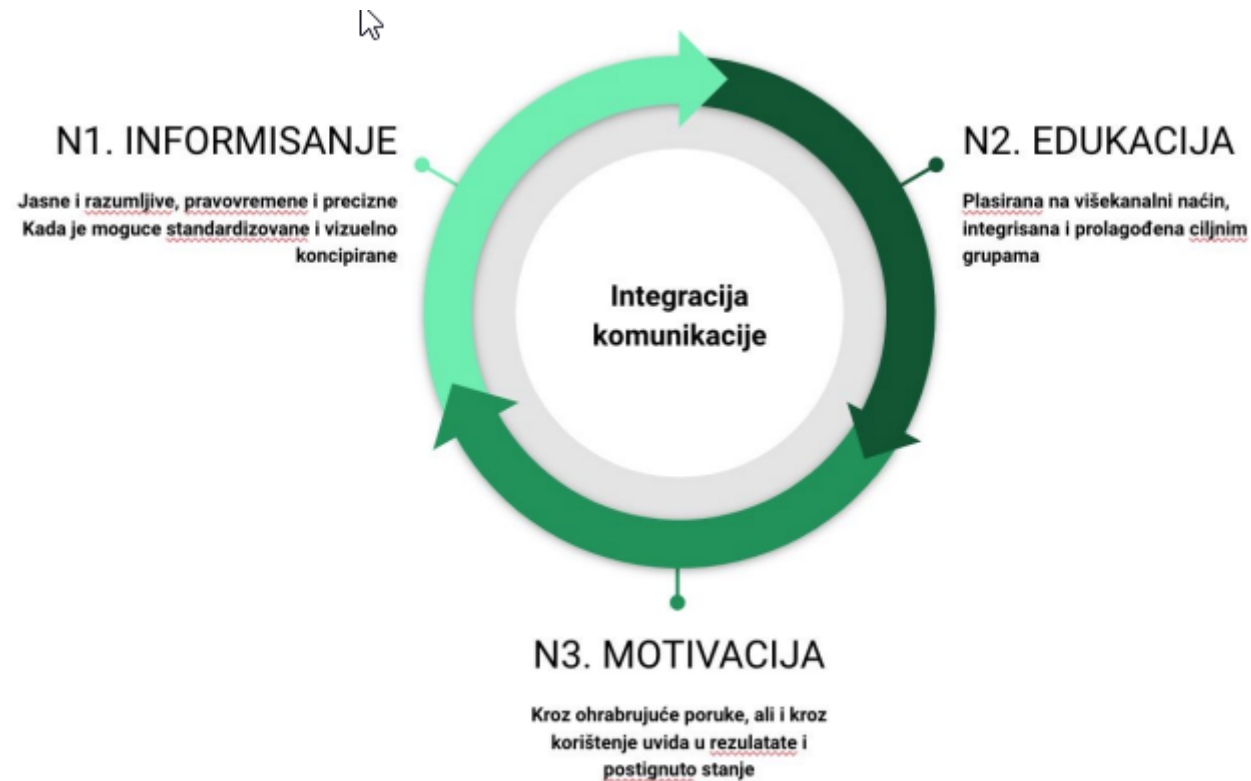 N1. INFORMISANJE
Jasne i razumljive, pravovremene i precizne
Kada je moguce standardizovane i vizuelno
koncipirane
N2. EDUKACIJA
Plasirana na višekanalni naćin,
integrisana i prolagođena ciljnim
grupama
Integracija
komunikacije
N3. MOTIVACIJA
Kroz ohrabrujuće poruke, ali i kroz
korištenje uvida u rezulatate i
postignuto stanje